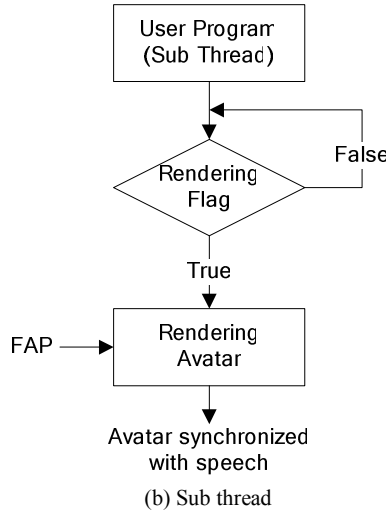 User Program
(Sub Thread)
False
Rendering
Flag
True
Rendering
FAP
Avatar
Avatar synchronized
with speech
(b) Sub thread